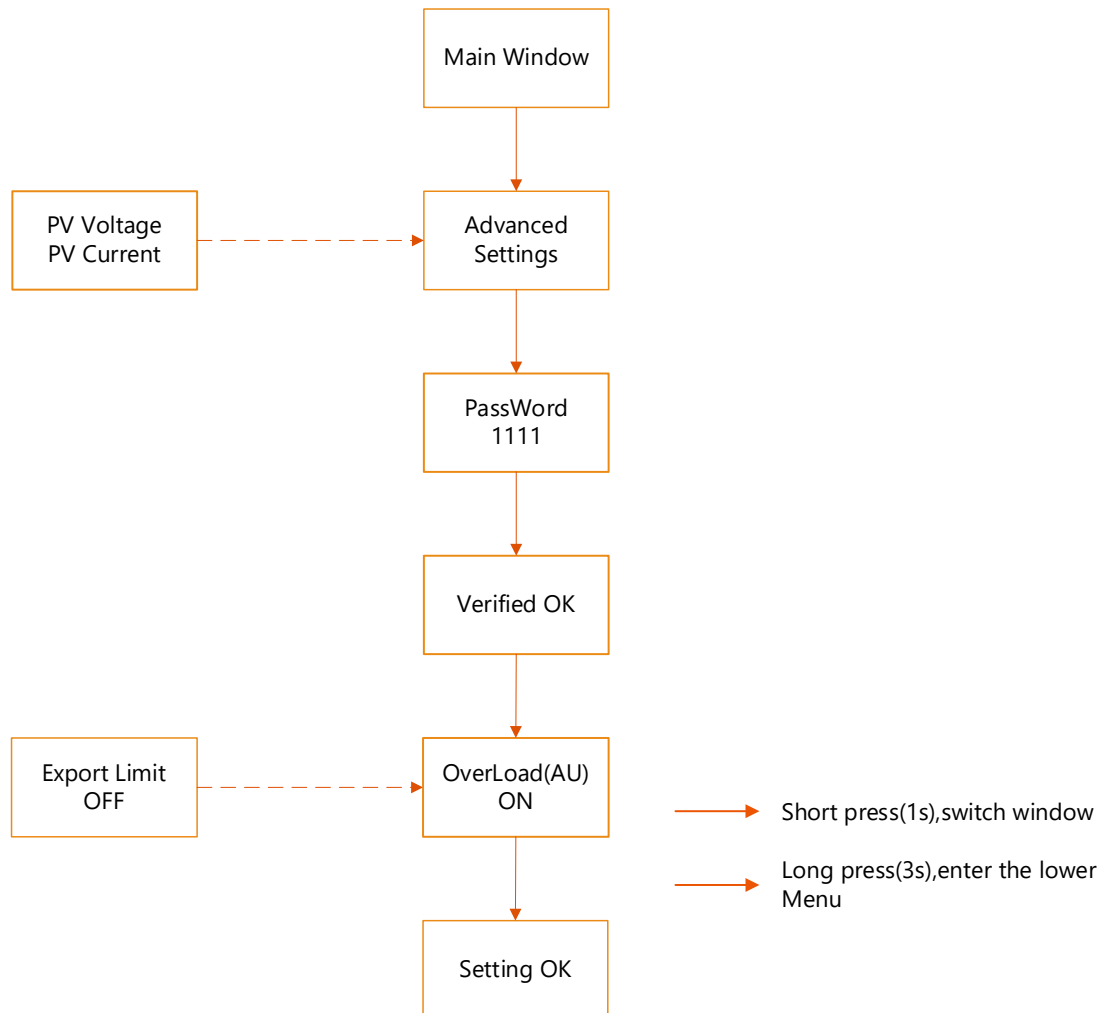 Main Window
PV Voltage
PV Current
Advanced
Settings
PassWord
1111
Verified OK
Export Limit
OFF
OverLoad(AU)
ON
Short press(1s),switch window
Long press(3s),enter the lower
Menu
Setting OK